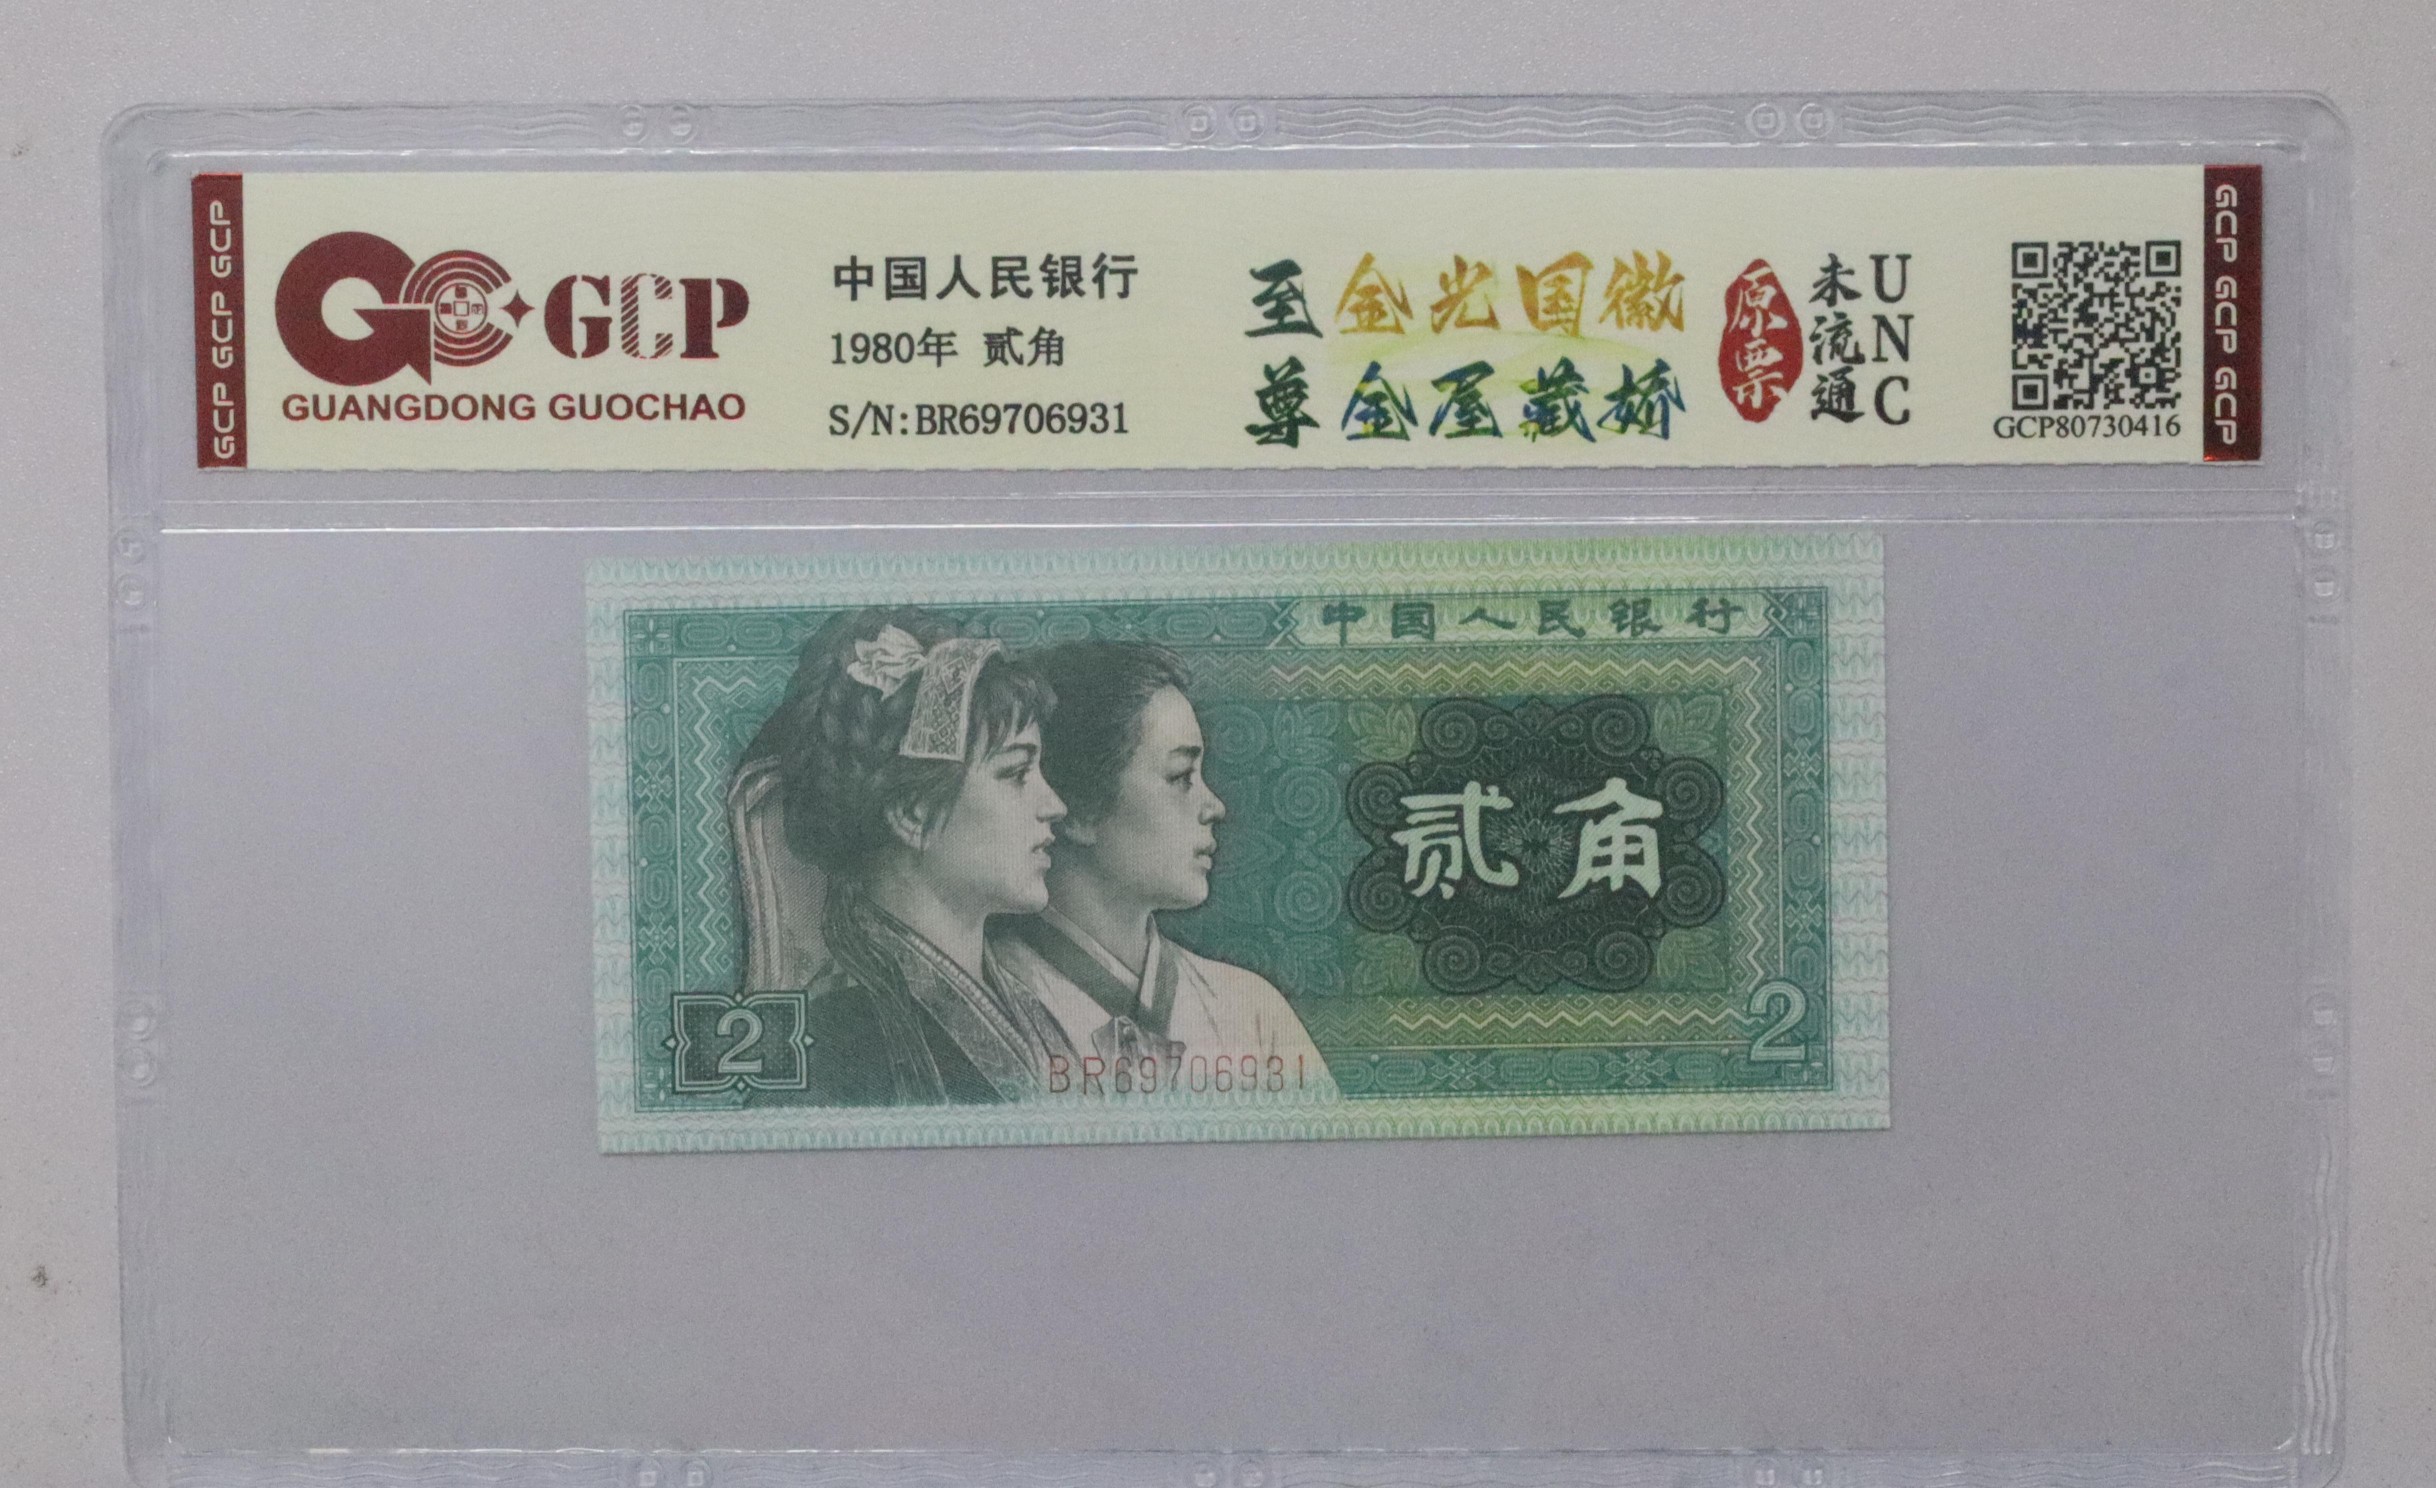 GCP GCP GCP
GCP
GUANGDONG GUOCHAO
中国人民银行
1980年 贰角
S/N:BR69706931
至尊
金光国徽
金屋藏娇
原票
未流通
UNC
GCP80730416
GCP GCP GCP
中国人民银行
贰角
2
BR69706931
2